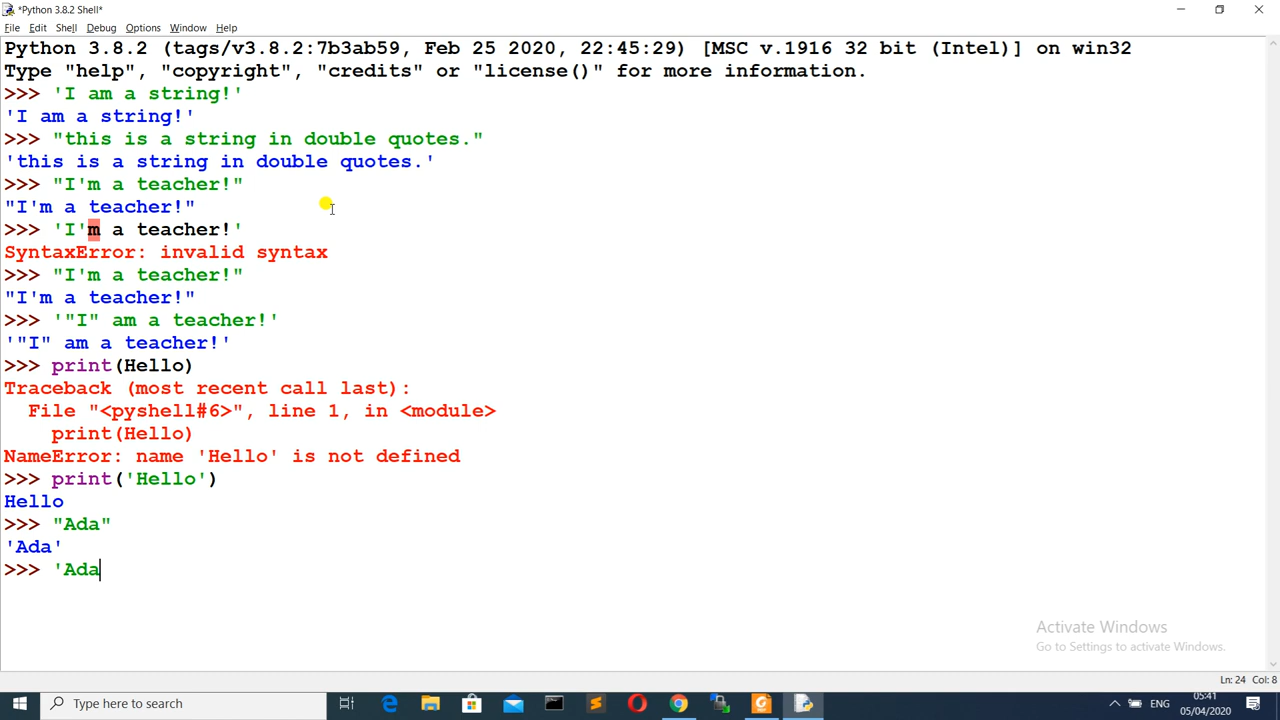 *Python 3.8.2 Shell*
File Edit Shell Debug Options Window Help
Python 3.8.2 (tags/v3.8.2:7b3ab59, Feb 25 2020, 22:45:29) [MSC v.1916 32 bit (Intel)] on win32
Type "help", "copyright", "credits" or "license()" for more information.
>>> 'I am a string!'
'I am a string!'
>>> "this is a string in double quotes."
'this is a string in double quotes.'
>>> "I'm a teacher!"
"I'm a teacher!"
>>> 'I'm a teacher!'
SyntaxError: invalid syntax
>>> "I'm a teacher!"
"I'm a teacher!"
>>> '"I" am a teacher!'
'"I" am a teacher!'
>>> print(Hello)
Traceback (most recent call last):
  File "<pyshell#6>", line 1, in <module>
    print(Hello)
NameError: name 'Hello' is not defined
>>> print('Hello')
Hello
>>> "Ada"
'Ada'
>>> 'Ada
Activate Windows
Go to Settings to activate Windows.
Ln: 24 Col: 8
Type here to search
ENG
05:41
05/04/2020